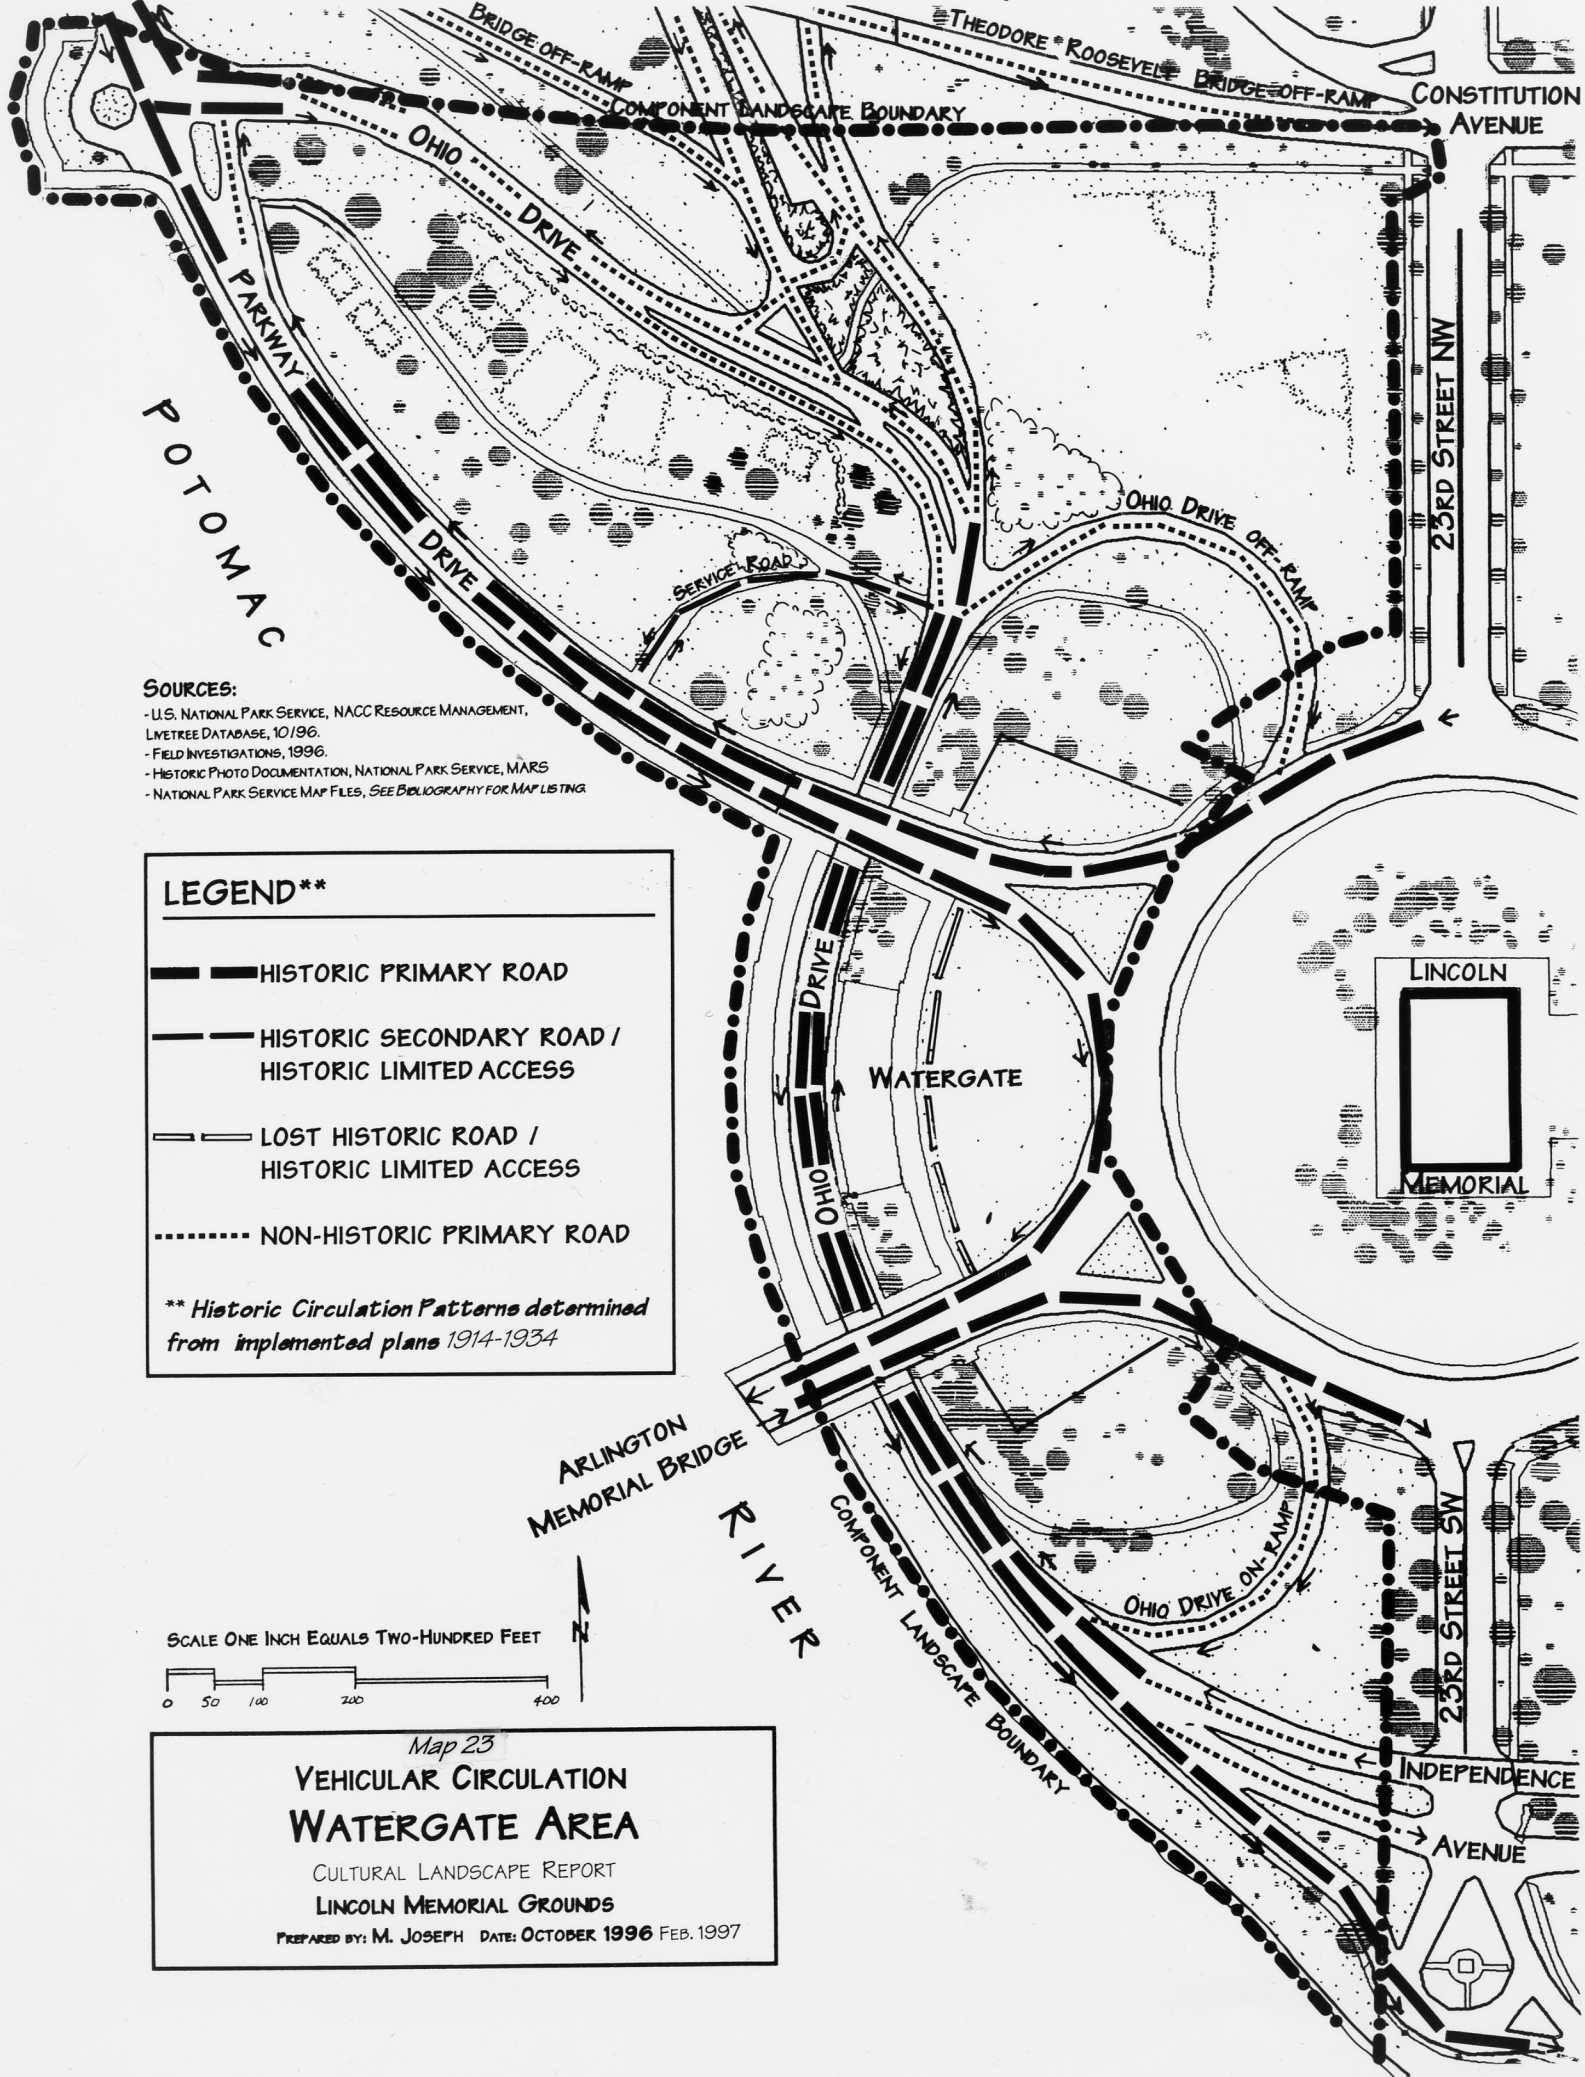 BRIDGE OFF-RAMP
THEODORE ROOSEVELT BRIDGE OFF-RAMP
COMPONENT LANDSCAPE BOUNDARY
CONSTITUTION
AVENUE
OHIO
DRIVE
PARKWAY
DRIVE
POTOMAC
23RD STREET NW
OHIO DRIVE OFF-RAMP
SERVICE ROAD
SOURCES:
- U.S. NATIONAL PARK SERVICE, NACC RESOURCE MANAGEMENT,
LIVETREE DATABASE, 10/96.
- FIELD INVESTIGATIONS, 1996.
- HISTORIC PHOTO DOCUMENTATION, NATIONAL PARK SERVICE, MARS
- NATIONAL PARK SERVICE MAP FILES, SEE BIBLIOGRAPHY FOR MAP LISTING.
LEGEND**
HISTORIC PRIMARY ROAD
HISTORIC SECONDARY ROAD /
HISTORIC LIMITED ACCESS
LOST HISTORIC ROAD /
HISTORIC LIMITED ACCESS
NON-HISTORIC PRIMARY ROAD
** Historic Circulation Patterns determined
from implemented plans 1914-1934
DRIVE
OHIO
WATERGATE
LINCOLN
MEMORIAL
ARLINGTON
MEMORIAL BRIDGE
RIVER
COMPONENT LANDSCAPE BOUNDARY
OHIO DRIVE ON-RAMP
23RD STREET SW
INDEPENDENCE
AVENUE
SCALE ONE INCH EQUALS TWO-HUNDRED FEET
0 50 100 200 400
N
Map 23
VEHICULAR CIRCULATION
WATERGATE AREA
CULTURAL LANDSCAPE REPORT
LINCOLN MEMORIAL GROUNDS
PREPARED BY: M. JOSEPH DATE: OCTOBER 1996 FEB. 1997